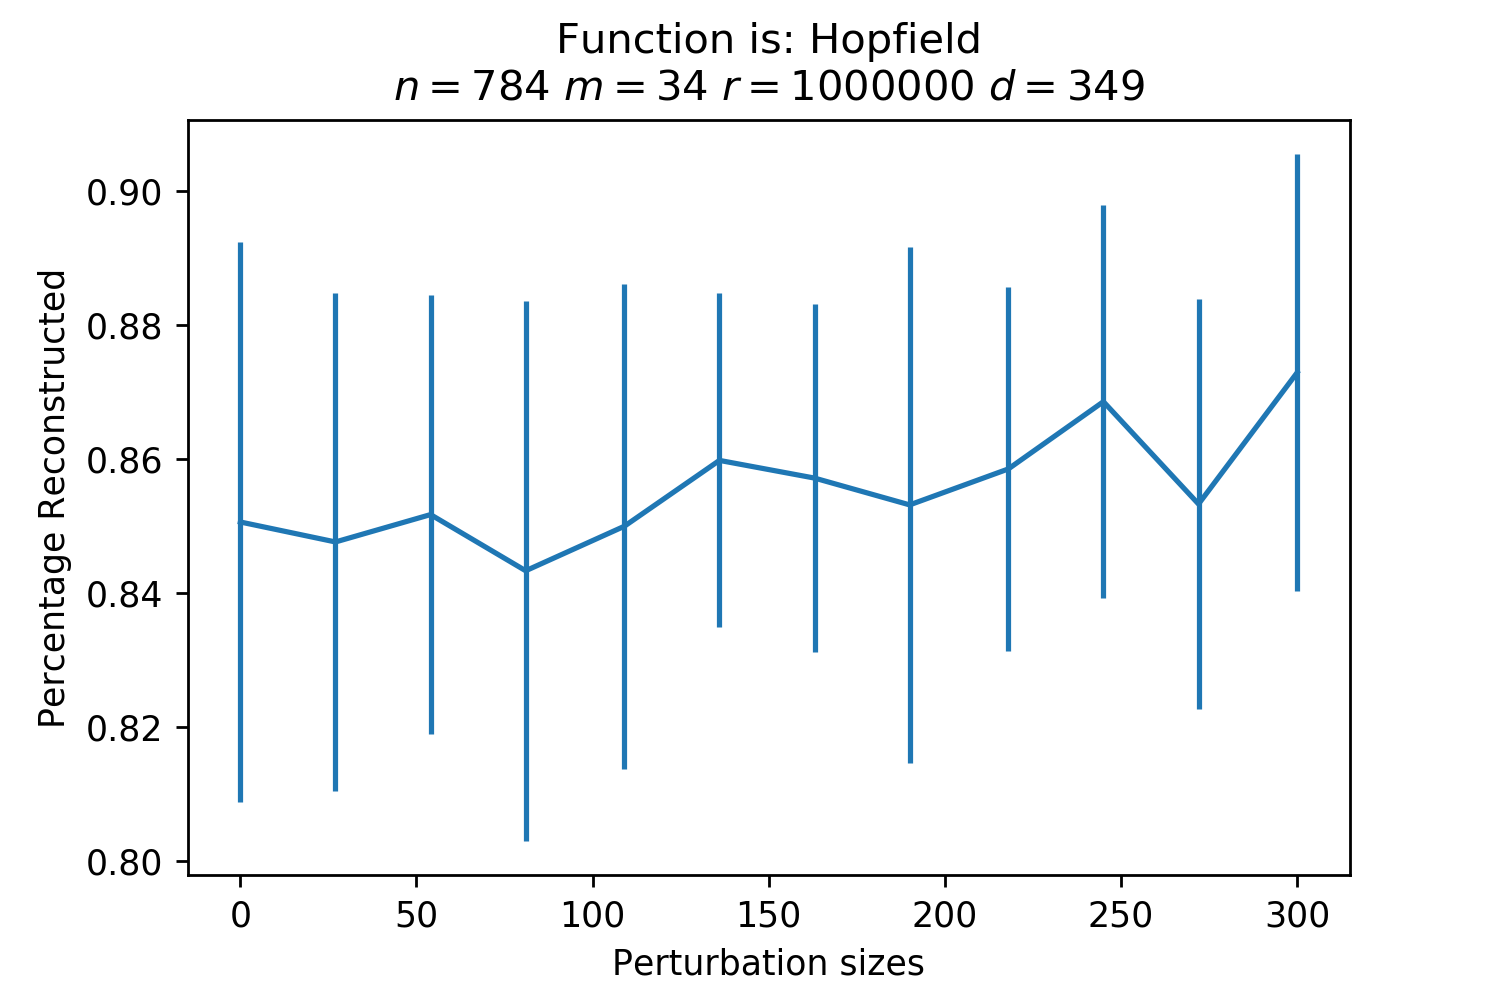 Function is: Hopfield
n = 784 m = 34 r = 1000000 d = 349
Percentage Reconstructed
0.90
0.88
0.86
0.84
0.82
0.80
0 50 100 150 200 250 300
Perturbation sizes